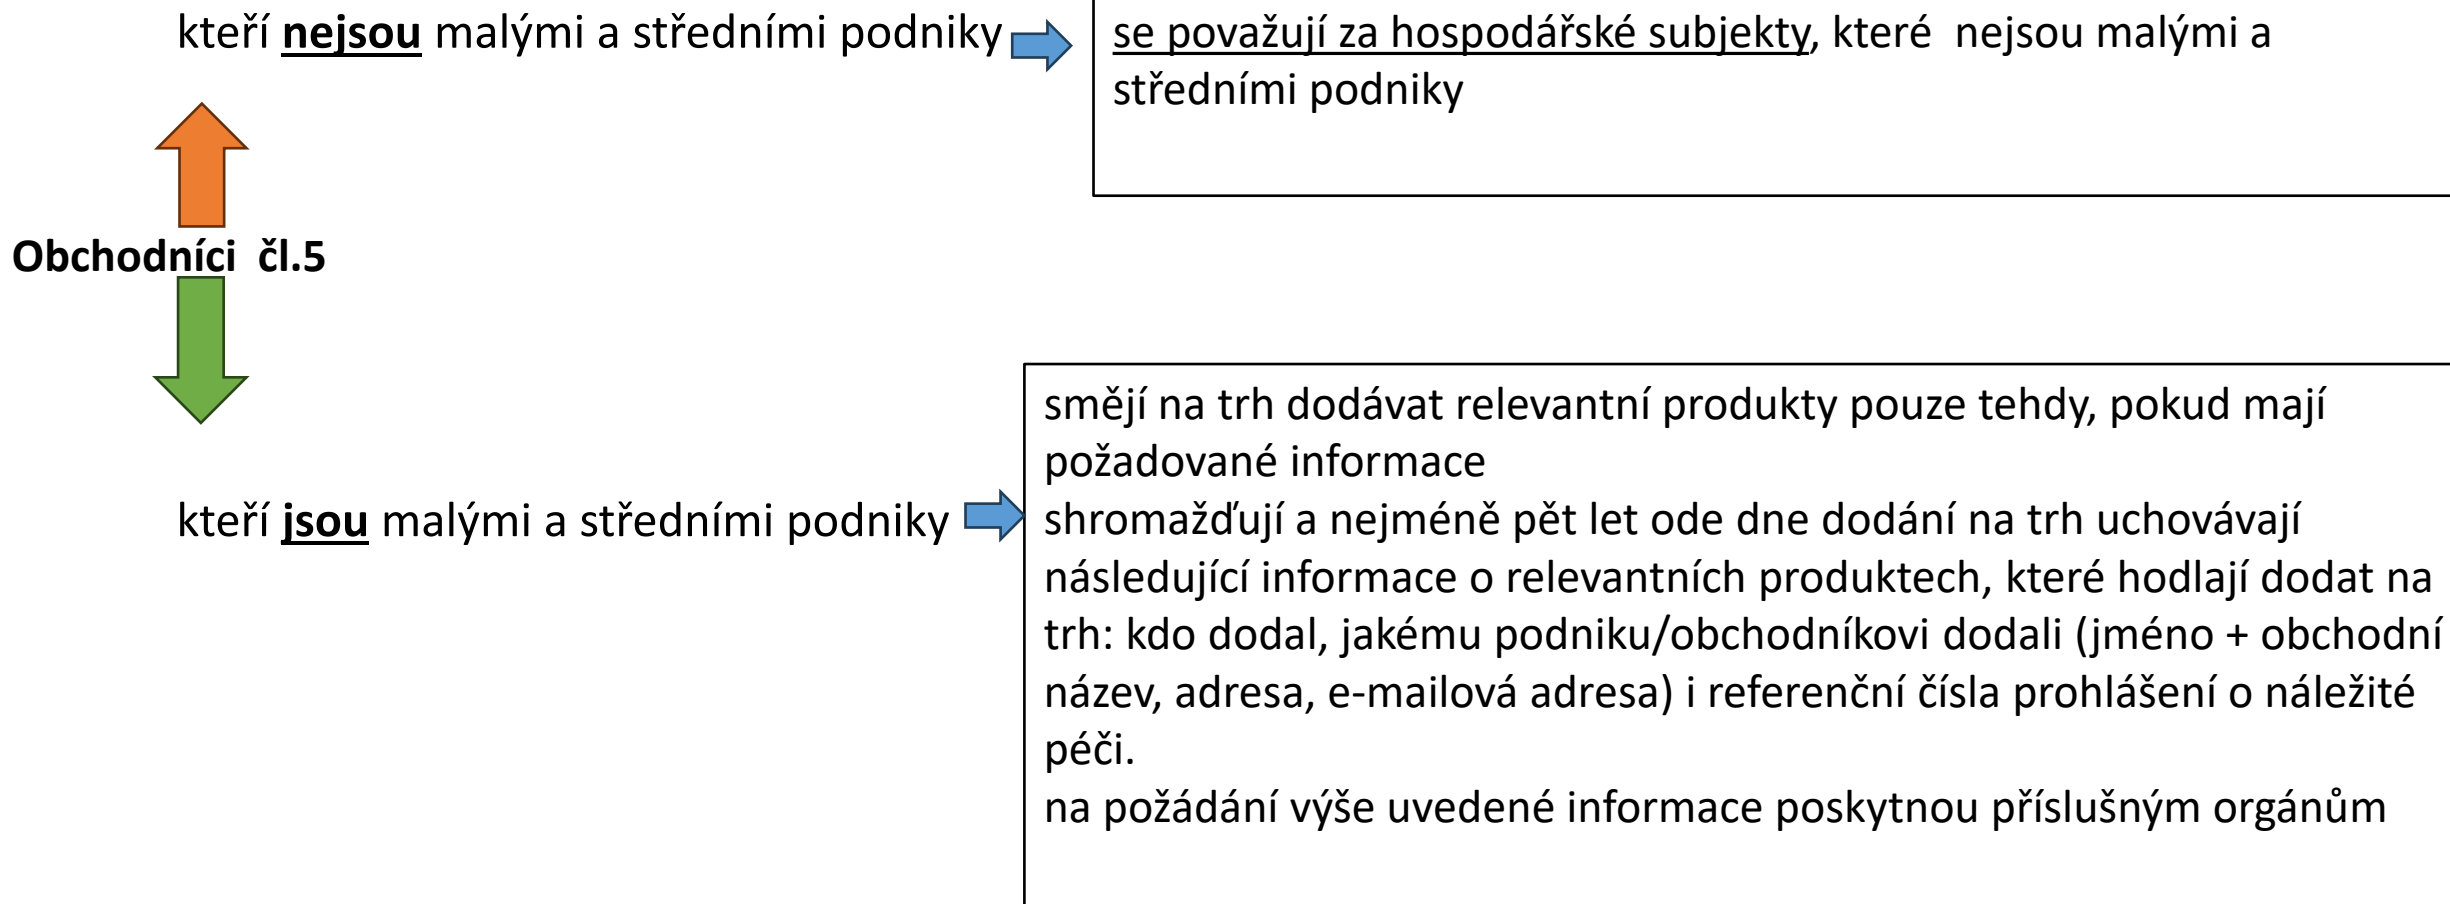 kteří nejsou malými a středními podniky
se považují za hospodářské subjekty, které  nejsou malými a
středními podniky
Obchodníci  čl.5
kteří jsou malými a středními podniky
smějí na trh dodávat relevantní produkty pouze tehdy, pokud mají
požadované informace
shromažďují a nejméně pět let ode dne dodání na trh uchovávají
následující informace o relevantních produktech, které hodlají dodat na
trh: kdo dodal, jakému podniku/obchodníkovi dodali (jméno + obchodní
název, adresa, e-mailová adresa) i referenční čísla prohlášení o náležité
péči.
na požádání výše uvedené informace poskytnou příslušným orgánům